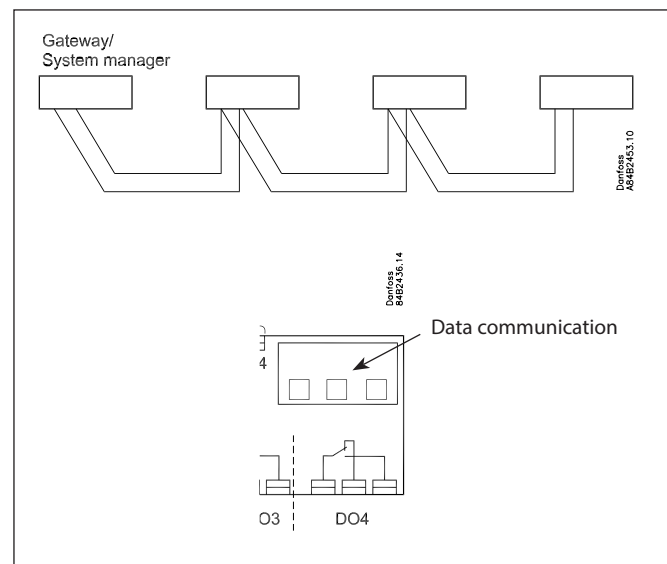 Gateway/
System manager
Danfoss
A84B2453.10
Danfoss
84B2436.14
Data communication
4
O3
DO4